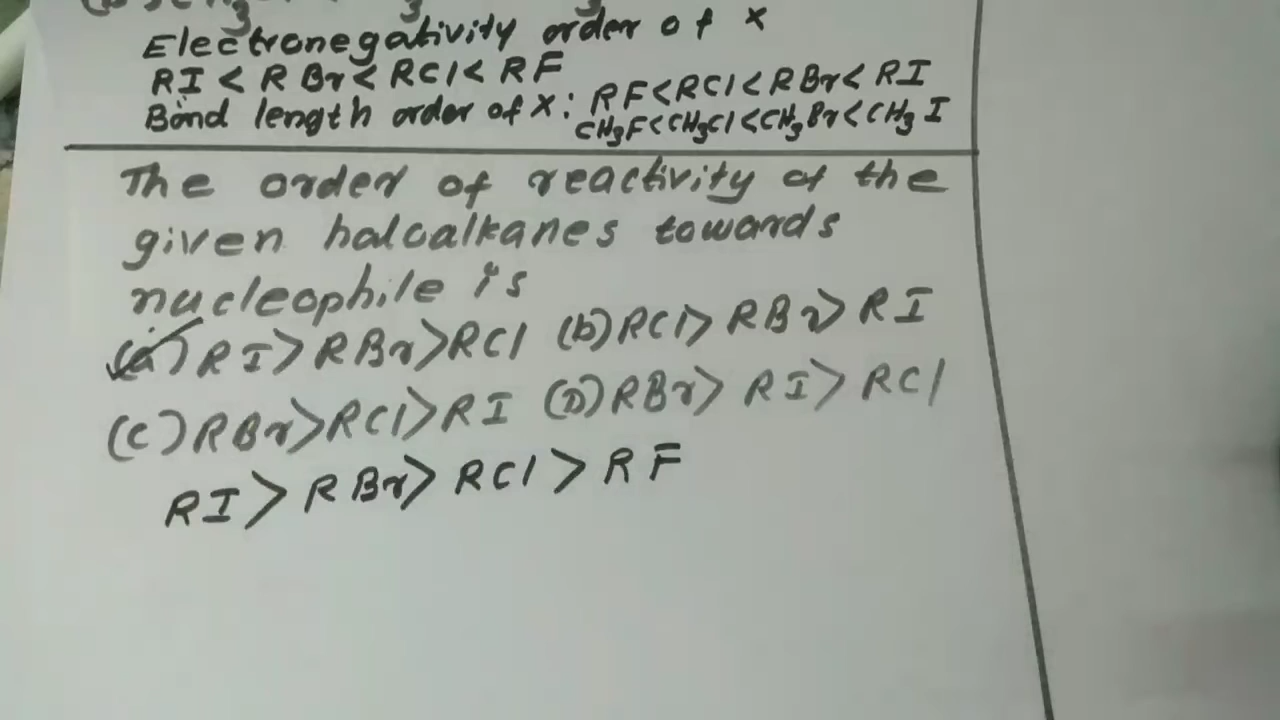 Electronegativity order of x
RI < RBr < RCl < RF
Bond length order of x: RF<RCl<RBr< RI
CH3F<CH3Cl<CH3Br<CH3I
The order of reactivity of the
given haloalkanes towards
nucleophile is
(a) RI>RBr>RCl (b) RCl> RBr> RI
(c) RBr>RCl>RI (D) RBr> RI> RCl
RI> RBr> RCl > RF